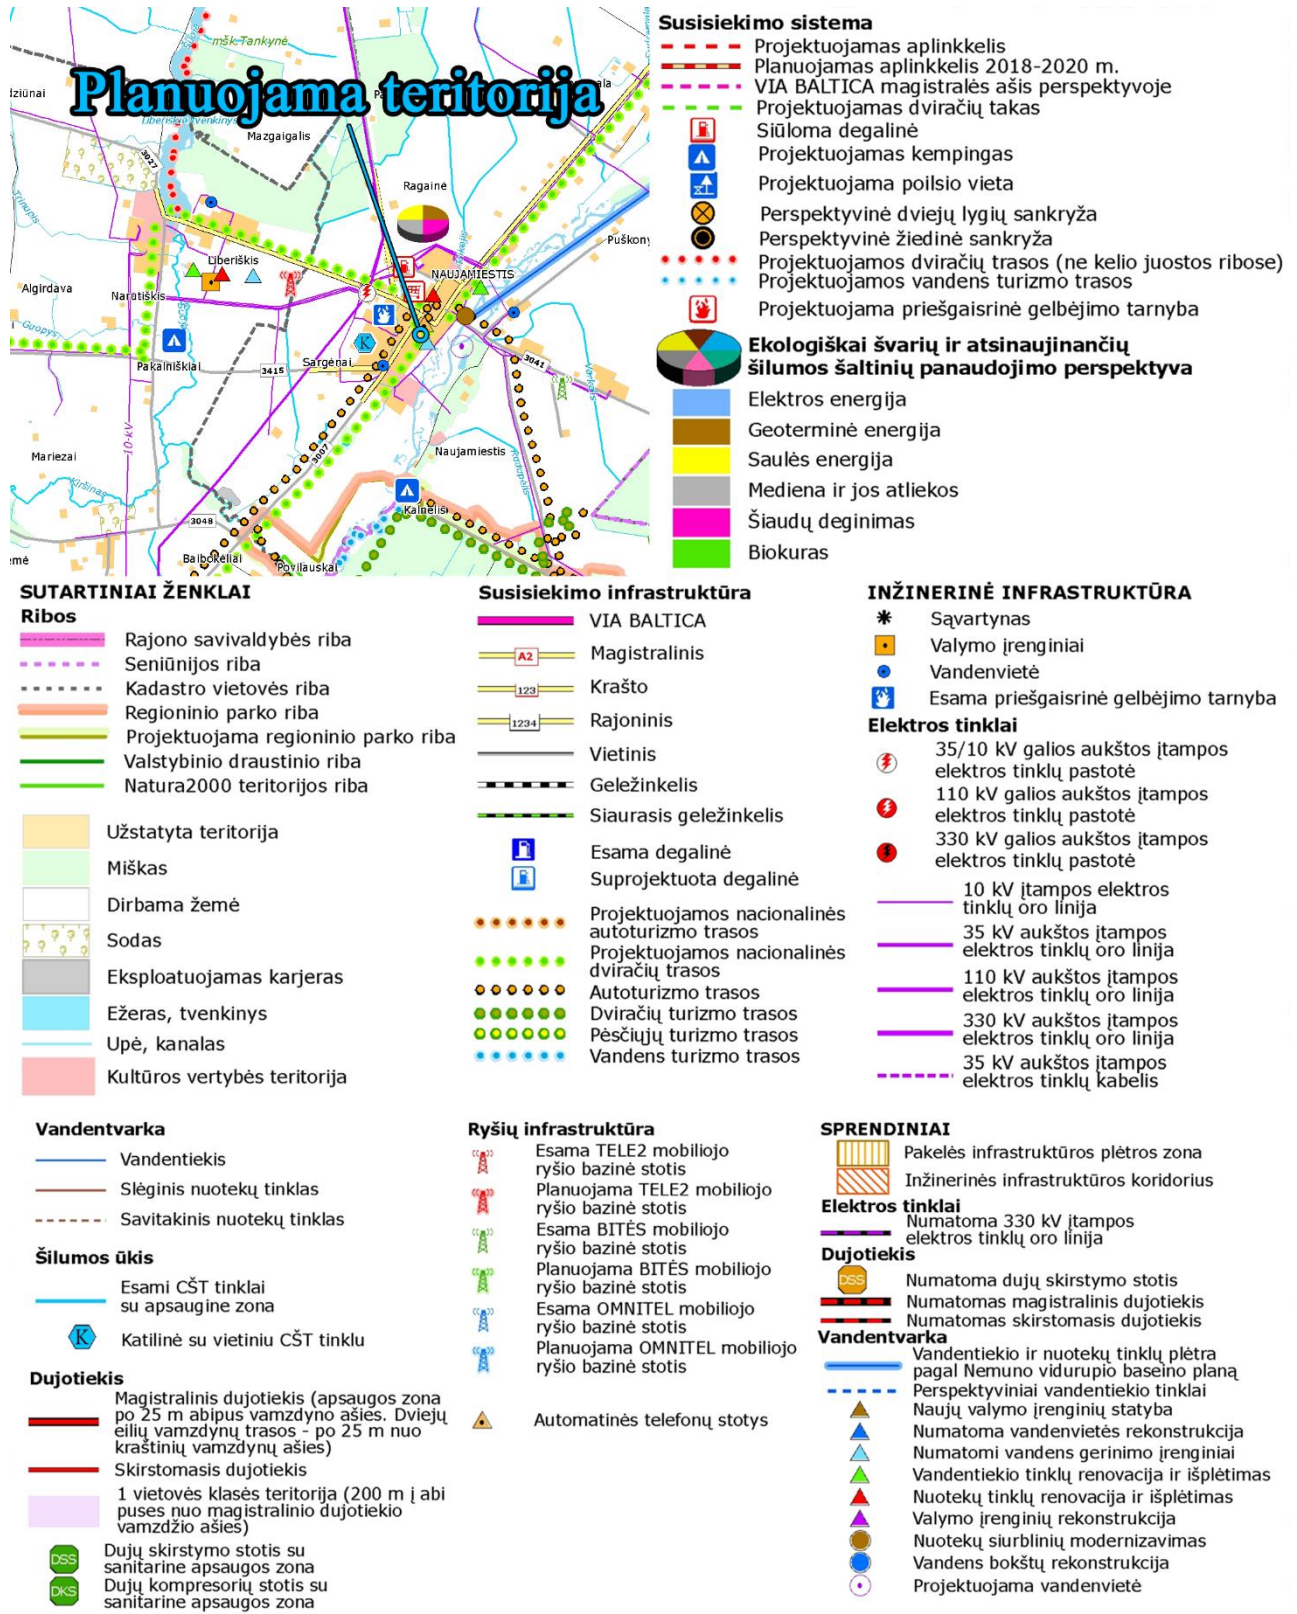 mšk.Tankynė
Planuojama teritorija
Mazgaigalis
3027
Ragainė
Puškony
Liberiškis
NAUJAMIESTIS
Algirdava
Narutiškis
Guopys
Pakainiškiai
3415
Sargėnai
K
3041
10-kV
3007
Mariezai
Naujamiestis
Kiršinas
3048
Kainelis
Balbokėliai
Povilauskai
Susisiekimo sistema
Projektuojamas aplinkkelis
Planuojamas aplinkkelis 2018-2020 m.
VIA BALTICA magistralės ašis perspektyvoje
Projektuojamas dviračių takas
Siūloma degalinė
Projektuojamas kempingas
Projektuojama poilsio vieta
Perspektyvinė dviejų lygių sankryža
Perspektyvinė žiedinė sankryža
Projektuojamos dviračių trasos (ne kelio juostos ribose)
Projektuojamos vandens turizmo trasos
Projektuojama priešgaisrinė gelbėjimo tarnyba
Ekologiškai švarių ir atsinaujinančių
šilumos šaltinių panaudojimo perspektyva
Elektros energija
Geoterminė energija
Saulės energija
Mediena ir jos atliekos
Šiaudų deginimas
Biokuras
SUTARTINIAI ŽENKLAI
Ribos
Rajono savivaldybės riba
Seniūnijos riba
Kadastro vietovės riba
Regioninio parko riba
Projektuojama regioninio parko riba
Valstybinio draustinio riba
Natura2000 teritorijos riba
Užstatyta teritorija
Miškas
Dirbama žemė
Sodas
Eksploatuojamas karjeras
Ežeras, tvenkinys
Upė, kanalas
Kultūros vertybės teritorija
Susisiekimo infrastruktūra
VIA BALTICA
A2 Magistralinis
123 Krašto
1234 Rajoninis
Vietinis
Geležinkelis
Siaurasis geležinkelis
Esama degalinė
Suprojektuota degalinė
Projektuojamos nacionalinės
autoturizmo trasos
Projektuojamos nacionalinės
dviračių trasos
Autoturizmo trasos
Dviračių turizmo trasos
Pėsčiųjų turizmo trasos
Vandens turizmo trasos
INŽINERINĖ INFRASTRUKTŪRA
Sąvartynas
Valymo įrenginiai
Vandenvietė
Esama priešgaisrinė gelbėjimo tarnyba
Elektros tinklai
35/10 kV galios aukštos įtampos
elektros tinklų pastotė
110 kV galios aukštos įtampos
elektros tinklų pastotė
330 kV galios aukštos įtampos
elektros tinklų pastotė
10 kV įtampos elektros
tinklų oro linija
35 kV aukštos įtampos
elektros tinklų oro linija
110 kV aukštos įtampos
elektros tinklų oro linija
330 kV aukštos įtampos
elektros tinklų oro linija
35 kV aukštos įtampos
elektros tinklų kabelis
Vandentvarka
Vandentiekis
Slėginis nuotekų tinklas
Savitakinis nuotekų tinklas
Šilumos ūkis
Esami CŠT tinklai
su apsaugine zona
K Katilinė su vietiniu CŠT tinklu
Dujotiekis
Magistralinis dujotiekis (apsaugos zona
po 25 m abipus vamzdyno ašies. Dviejų
eilių vamzdynų trasos - po 25 m nuo
kraštinių vamzdynų ašies)
Skirstomasis dujotiekis
1 vietovės klasės teritorija (200 m į abi
puses nuo magistralinio dujotiekio
vamzdžio ašies)
DSS Dujų skirstymo stotis su
sanitarine apsaugos zona
DKS Dujų kompresorių stotis su
sanitarine apsaugos zona
Ryšių infrastruktūra
Esama TELE2 mobiliojo
ryšio bazinė stotis
Planuojama TELE2 mobiliojo
ryšio bazinė stotis
Esama BITĖS mobiliojo
ryšio bazinė stotis
Planuojama BITĖS mobiliojo
ryšio bazinė stotis
Esama OMNITEL mobiliojo
ryšio bazinė stotis
Planuojama OMNITEL mobiliojo
ryšio bazinė stotis
Automatinės telefonų stotys
SPRENDINIAI
Pakelės infrastruktūros plėtros zona
Inžinerinės infrastruktūros koridorius
Elektros tinklai
Numatoma 330 kV įtampos
elektros tinklų oro linija
Dujotiekis
DSS Numatoma dujų skirstymo stotis
Numatomas magistralinis dujotiekis
Numatomas skirstomasis dujotiekis
Vandentvarka
Vandentiekio ir nuotekų tinklų plėtra
pagal Nemuno vidurupio baseino planą
Perspektyviniai vandentiekio tinklai
Naujų valymo įrenginių statyba
Numatoma vandenvietės rekonstrukcija
Numatomi vandens gerinimo įrenginiai
Vandentiekio tinklų renovacija ir išplėtimas
Nuotekų tinklų renovacija ir išplėtimas
Valymo įrenginių rekonstrukcija
Nuotekų siurblinių modernizavimas
Vandens bokštų rekonstrukcija
Projektuojama vandenvietė